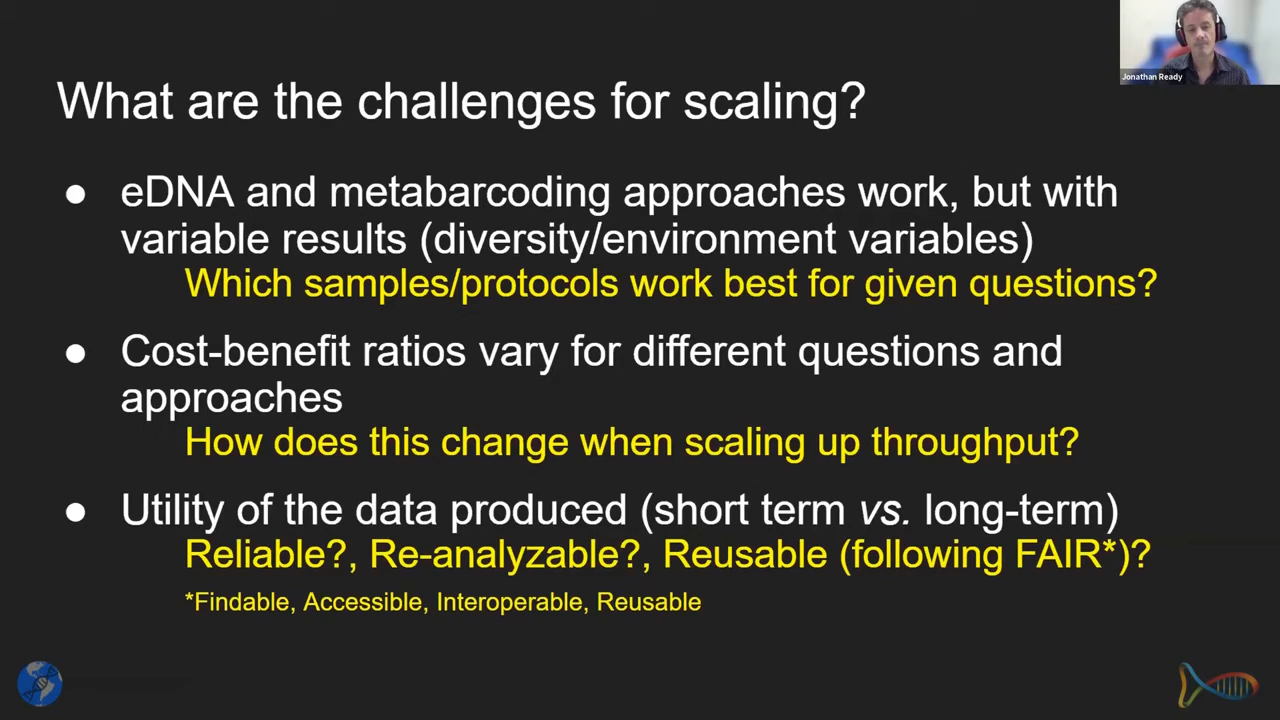 Jonathan Ready
What are the challenges for scaling?
● eDNA and metabarcoding approaches work, but with
variable results (diversity/environment variables)
Which samples/protocols work best for given questions?
● Cost-benefit ratios vary for different questions and
approaches
How does this change when scaling up throughput?
● Utility of the data produced (short term vs. long-term)
Reliable?, Re-analyzable?, Reusable (following FAIR*)?
*Findable, Accessible, Interoperable, Reusable